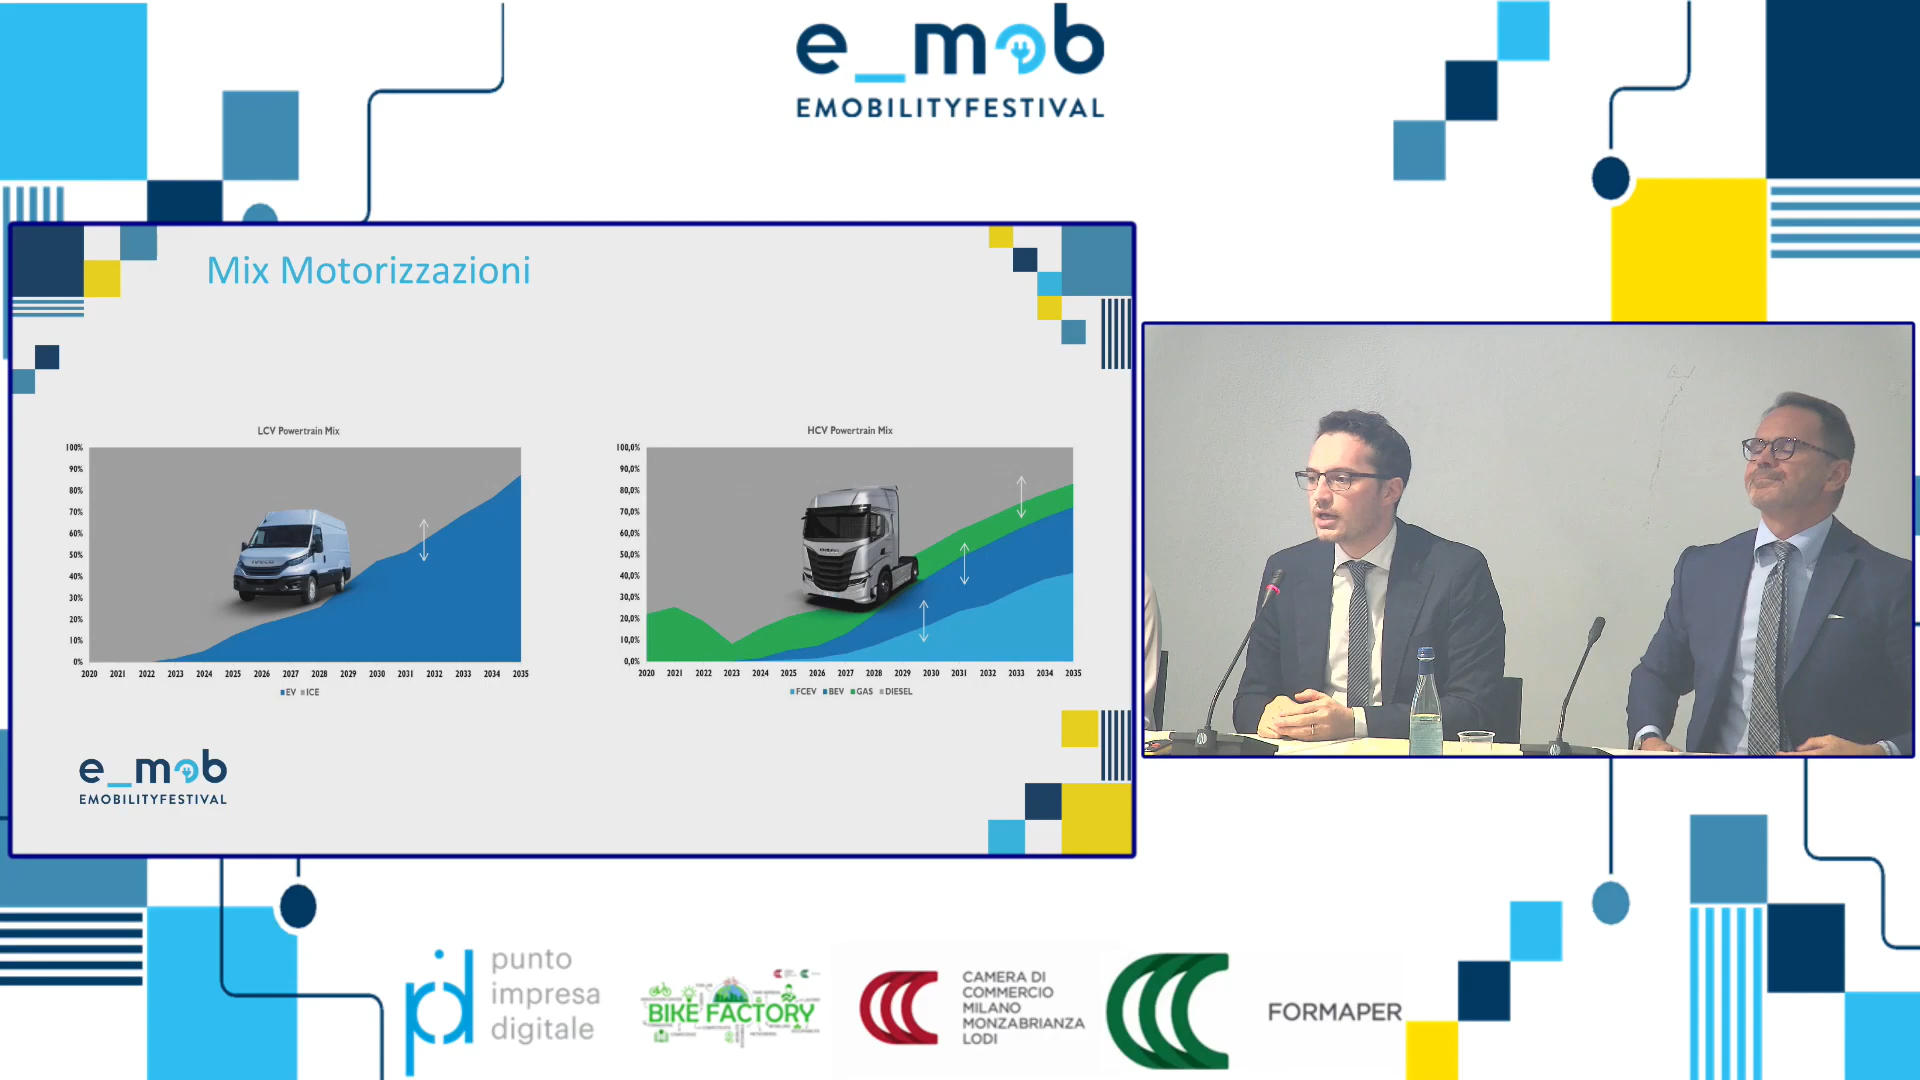 e_mob
EMOBILITYFESTIVAL
Mix Motorizzazioni
LCV Powertrain Mix
100%
90%
80%
70%
60%
50%
40%
30%
20%
10%
0%
2020 2021 2022 2023 2024 2025 2026 2027 2028 2029 2030 2031 2032 2033 2034 2035
EV ICE
HCV Powertrain Mix
100,0%
90,0%
80,0%
70,0%
60,0%
50,0%
40,0%
30,0%
20,0%
10,0%
0,0%
2020 2021 2022 2023 2024 2025 2026 2027 2028 2029 2030 2031 2032 2033 2034 2035
FCEV BEV GAS DIESEL
e_mob
EMOBILITYFESTIVAL
pid
punto
impresa
digitale
BIKE FACTORY
CAMERA DI
COMMERCIO
MILANO
MONZABRIANZA
LODI
FORMAPER